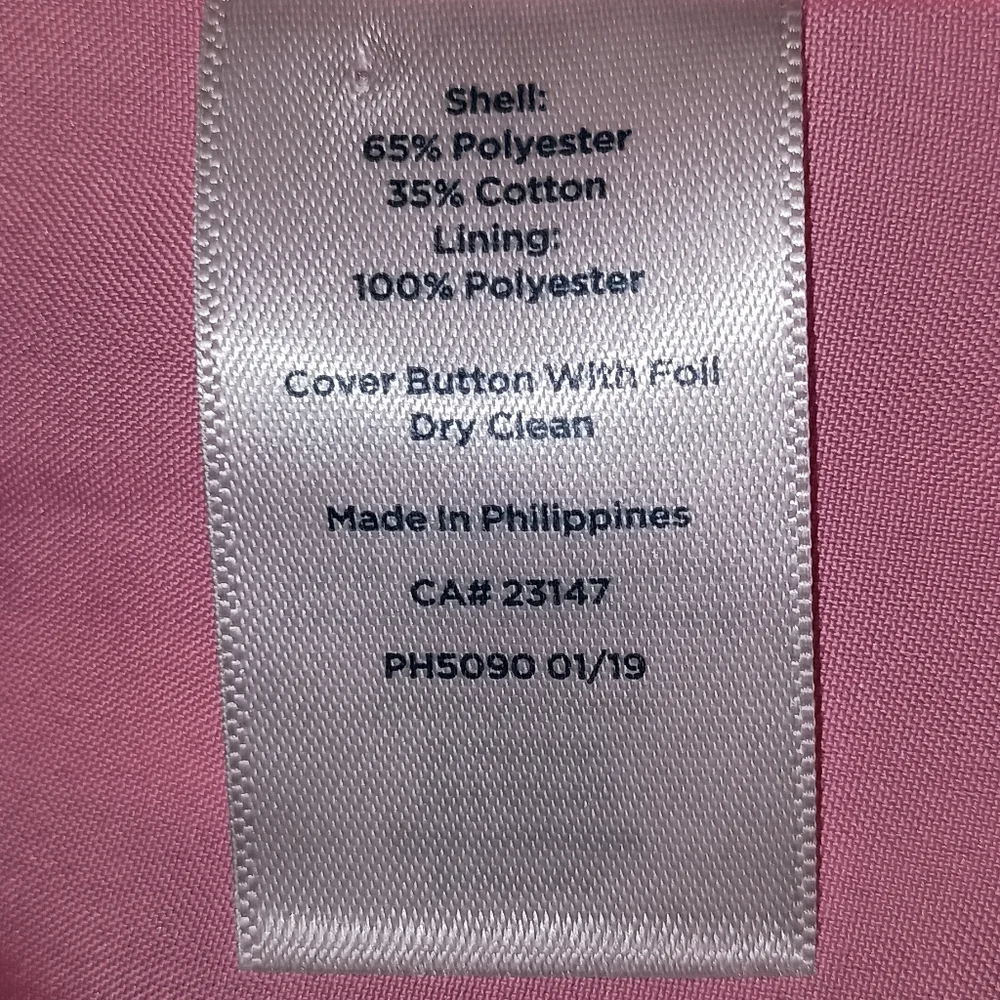 Shell:
65% Polyester
35% Cotton
Lining:
100% Polyester
Cover Button With Foil
Dry Clean
Made In Philippines
CA# 23147
PH5090 01/19